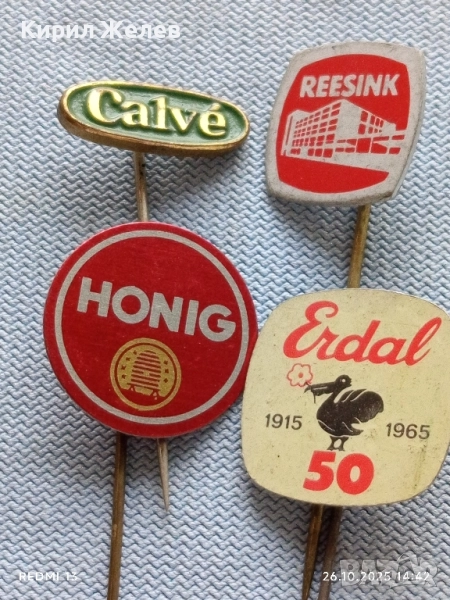 Кирил Желев
Calvé
REESINK
HONIG
Erdal
1915 1965
50
REDMI 13
26.10.2025 14:42